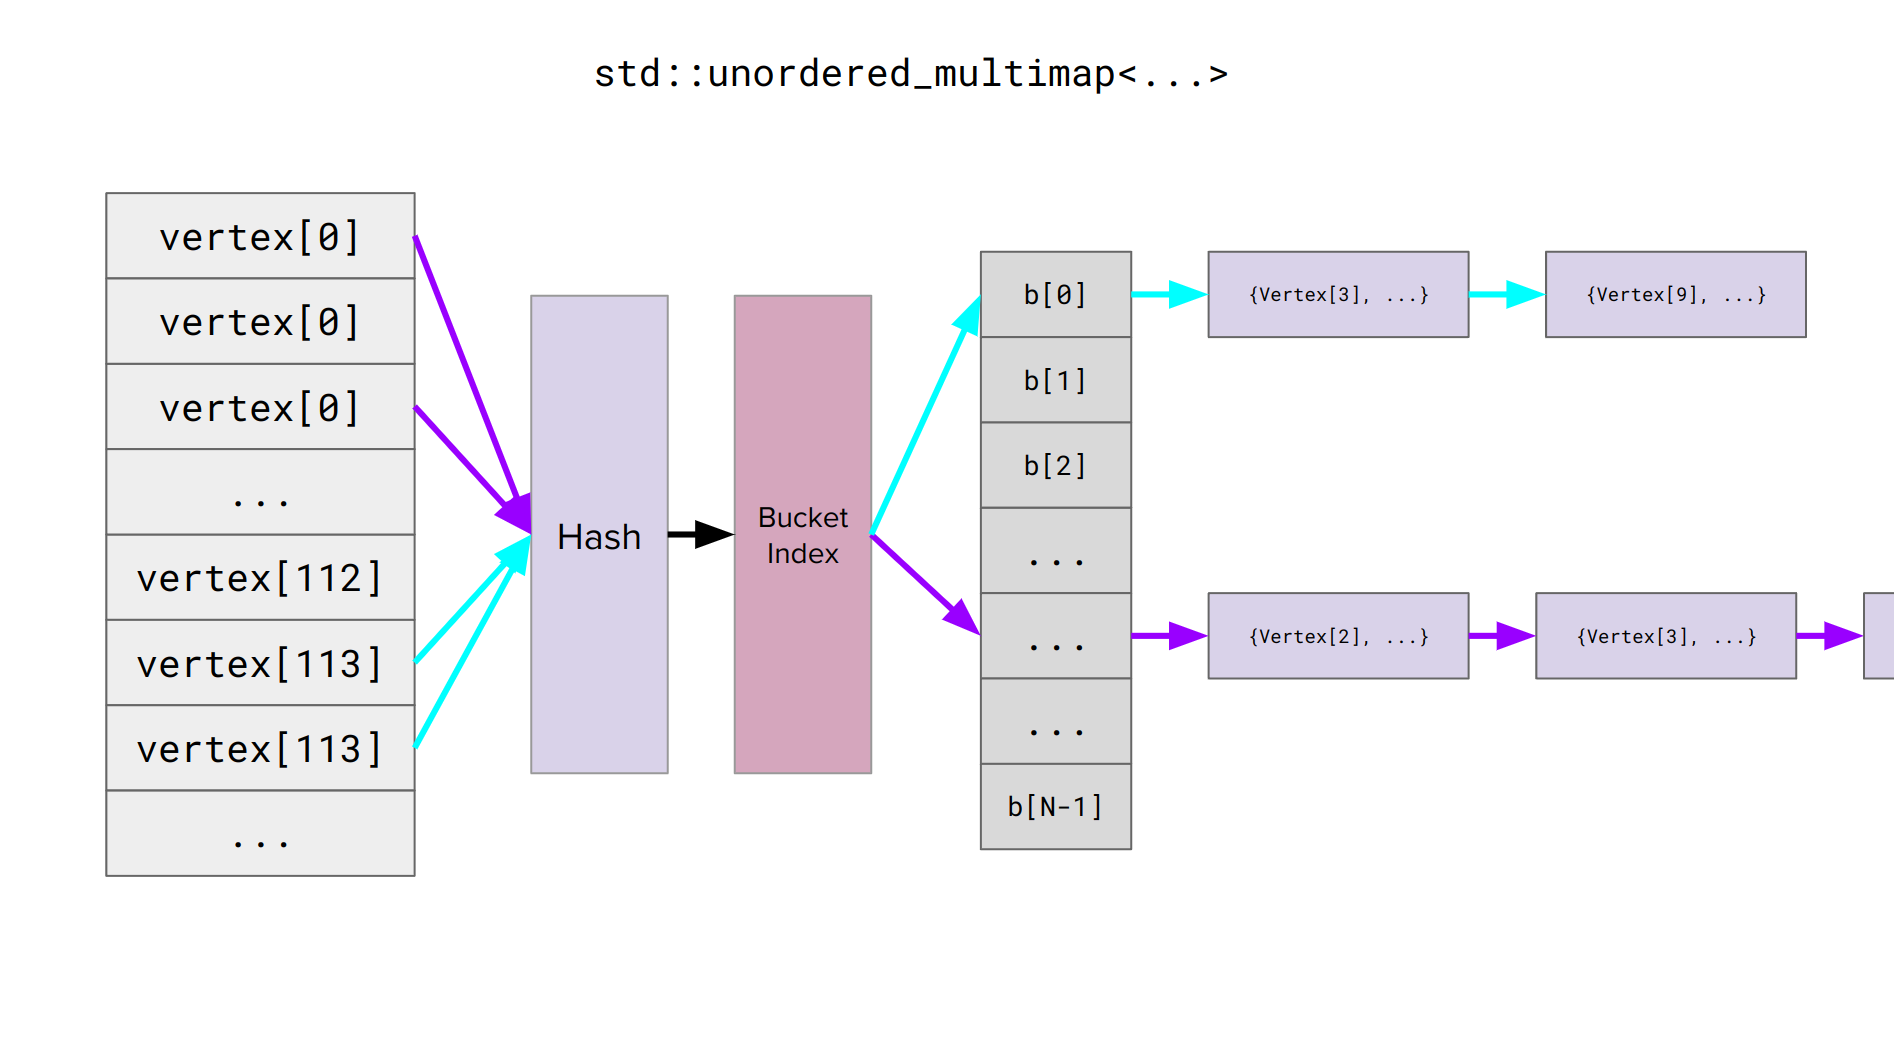 std::unordered_multimap<...>
vertex[0]
vertex[0]
vertex[0]
...
vertex[112]
vertex[113]
vertex[113]
...
Hash
Bucket
Index
b[0]
b[1]
b[2]
...
...
...
b[N-1]
{Vertex[3], ...}
{Vertex[9], ...}
{Vertex[2], ...}
{Vertex[3], ...}